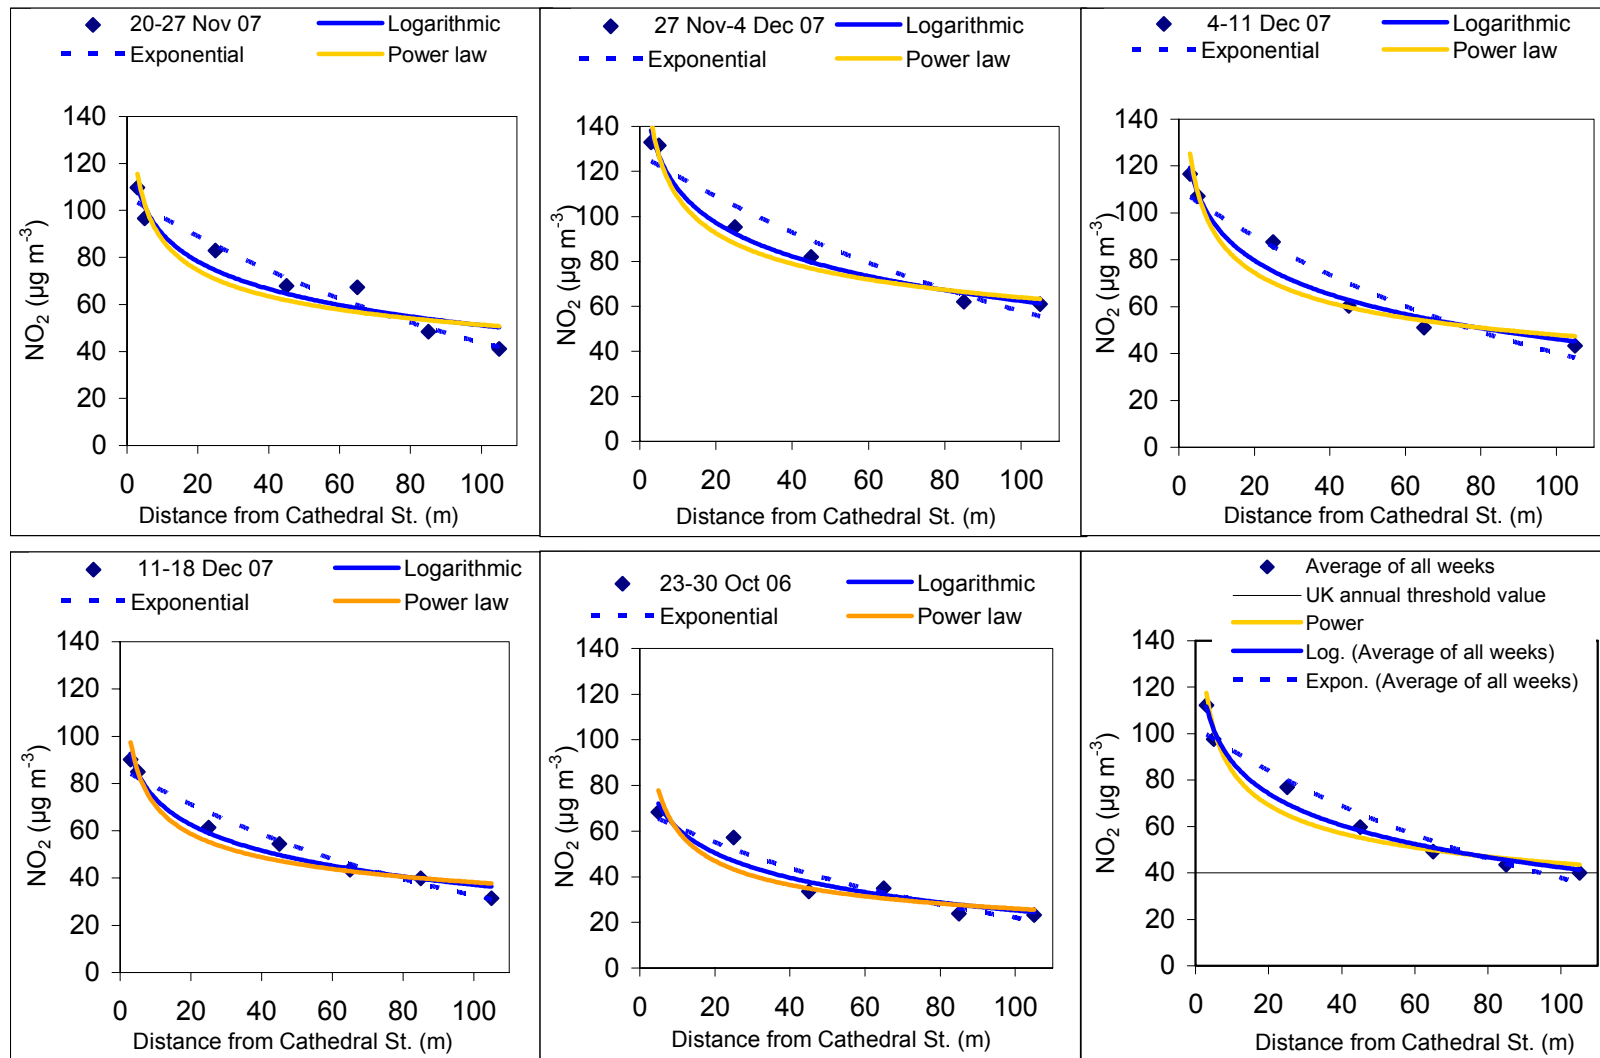 20-27 Nov 07 Logarithmic
Exponential Power law
140
120
100
80
60
40
20
0
NO2 (µg m-3)
0 20 40 60 80 100
Distance from Cathedral St. (m)
27 Nov-4 Dec 07 Logarithmic
Exponential Power law
140
120
100
80
60
40
20
0
NO2 (µg m-3)
0 20 40 60 80 100
Distance from Cathedral St. (m)
4-11 Dec 07 Logarithmic
Exponential Power law
140
120
100
80
60
40
20
0
NO2 (µg m-3)
0 20 40 60 80 100
Distance from Cathedral St. (m)
11-18 Dec 07 Logarithmic
Exponential Power law
140
120
100
80
60
40
20
0
NO2 (µg m-3)
0 20 40 60 80 100
Distance from Cathedral St. (m)
23-30 Oct 06 Logarithmic
Exponential Power law
140
120
100
80
60
40
20
0
NO2 (µg m-3)
0 20 40 60 80 100
Distance from Cathedral St. (m)
Average of all weeks
UK annual threshold value
Power
Log. (Average of all weeks)
Expon. (Average of all weeks)
140
120
100
80
60
40
20
0
NO2 (µg m-3)
0 20 40 60 80 100
Distance from Cathedral St. (m)